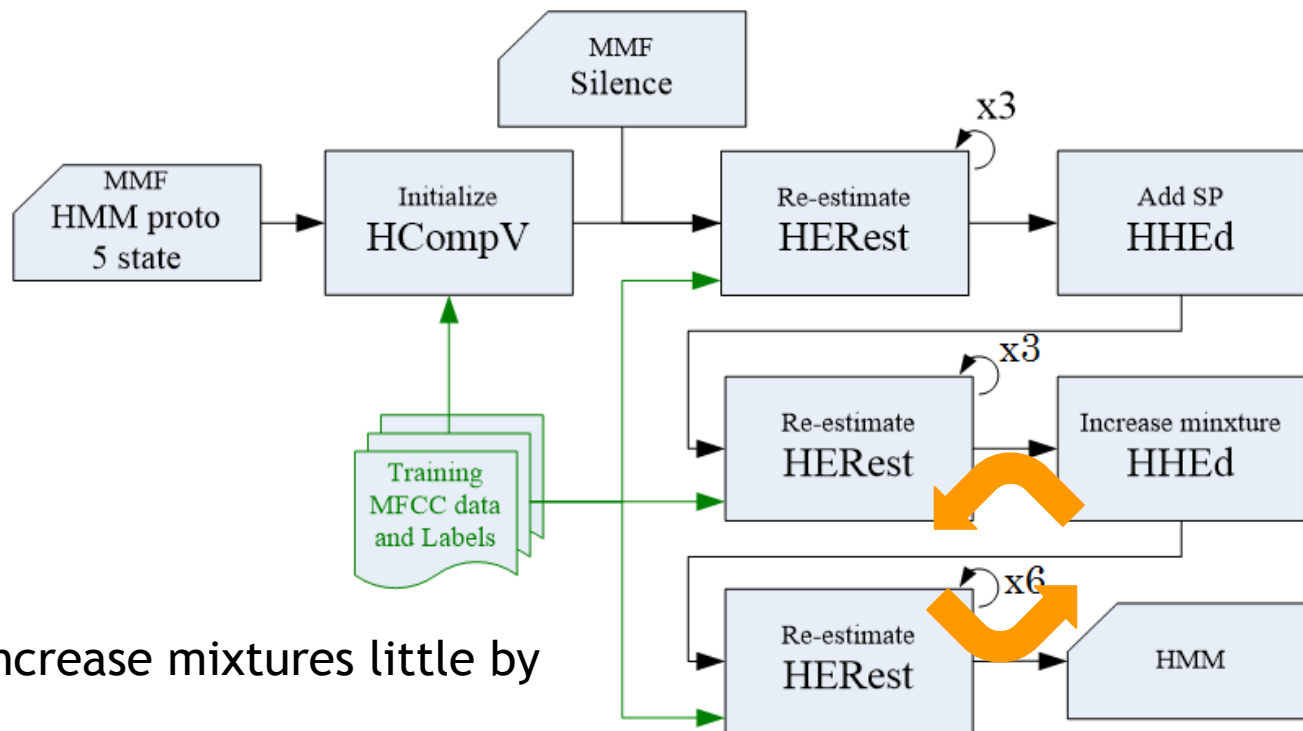 MMF
Silence
x3
MMF
HMM proto
5 state
Initialize
HCompV
Re-estimate
HERest
Add SP
HHEd
x3
Re-estimate
HERest
Increase minxture
HHEd
Training
MFCC data
and Labels
x6
Re-estimate
HERest
HMM
ncrease mixtures little by